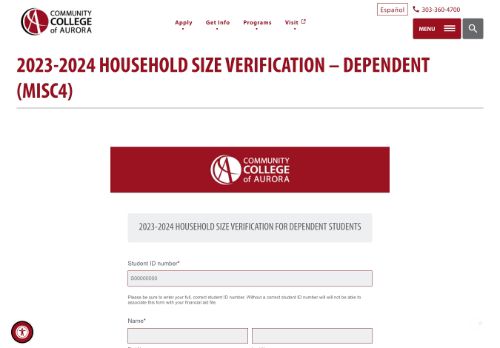 COMMUNITY
COLLEGE
of AURORA
Apply
Get Info
Programs
Visit
Español
303-360-4700
MENU
2023-2024 HOUSEHOLD SIZE VERIFICATION – DEPENDENT
(MISC4)
COMMUNITY
COLLEGE
OF AURORA
2023-2024 HOUSEHOLD SIZE VERIFICATION FOR DEPENDENT STUDENTS
Student ID number*
S00000000
Please be sure to enter your full, correct student ID number. Without a correct student ID number will will not be able to
associate this form with your financial aid file.
Name*